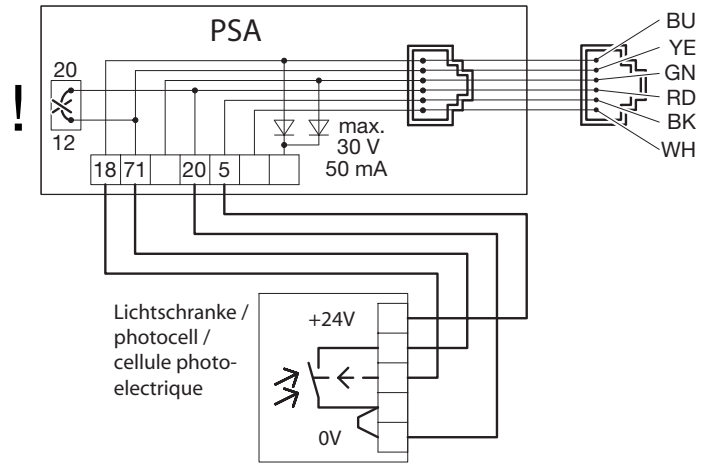 PSA
BU
YE
GN
RD
BK
WH
20
!
12
max.
30 V
50 mA
18 71 20 5
Lichtschranke /
photocell /
cellule photo-
electrique
+24V
0V